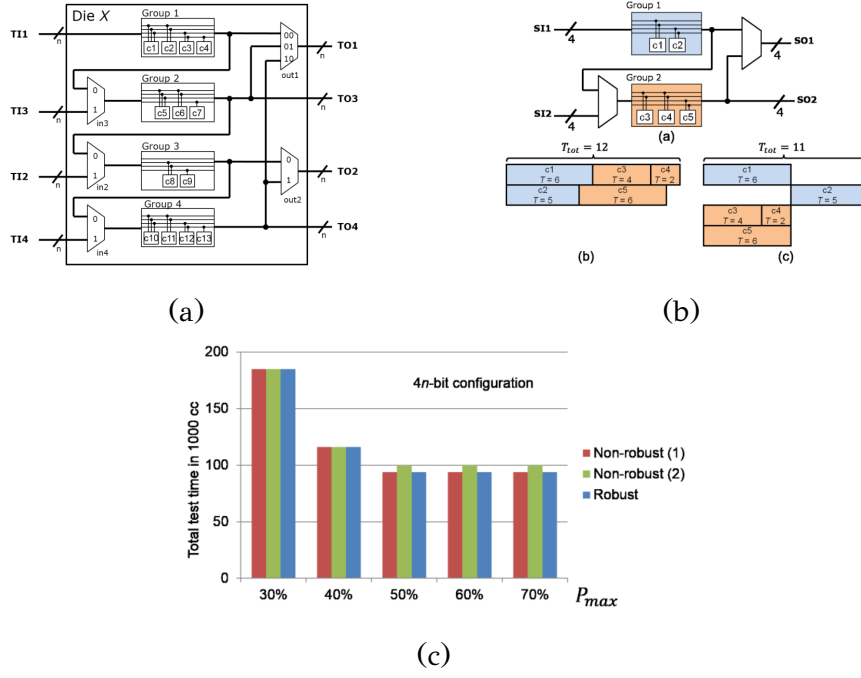 Die X
Group 1
TI1
n
c1 c2 c3 c4
00
01
10
out1
TO1
n
Group 2
0
1
in3
TI3
n
c5 c6 c7
TO3
n
Group 3
0
1
in2
TI2
n
c8 c9
0
1
out2
TO2
n
Group 4
0
1
in4
TI4
n
c10 c11 c12 c13
TO4
n
(a)
Group 1
SI1
4
c1 c2
SO1
4
Group 2
SI2
4
c3 c4 c5
SO2
4
(a)
T_tot = 12
c1
T = 6
c3
T = 4
c4
T = 2
c2
T = 5
c5
T = 6
(b)
T_tot = 11
c1
T = 6
c2
T = 5
c3
T = 4
c4
T = 2
c5
T = 6
(c)
(b)
4n-bit configuration
Total test time in 1000 cc
200
150
100
50
0
30% 40% 50% 60% 70%
P_max
Non-robust (1)
Non-robust (2)
Robust
(c)